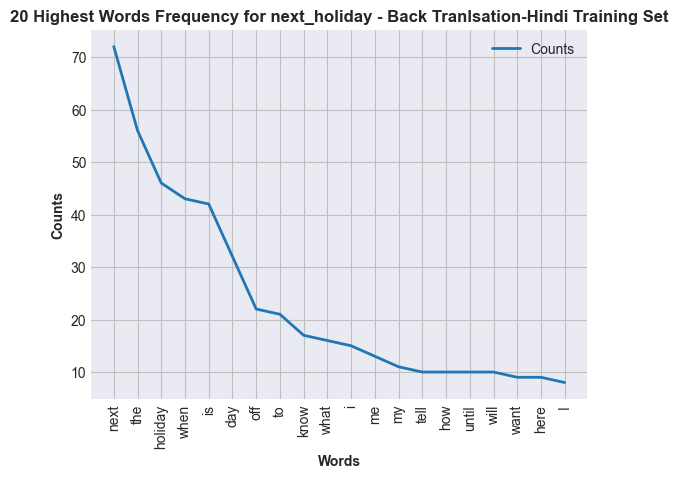 20 Highest Words Frequency for next_holiday - Back Tranlsation-Hindi Training Set
Counts
70
60
50
40
30
20
10
Counts
next
the
holiday
when
is
day
off
to
know
what
i
me
my
tell
how
until
will
want
here
I
Words